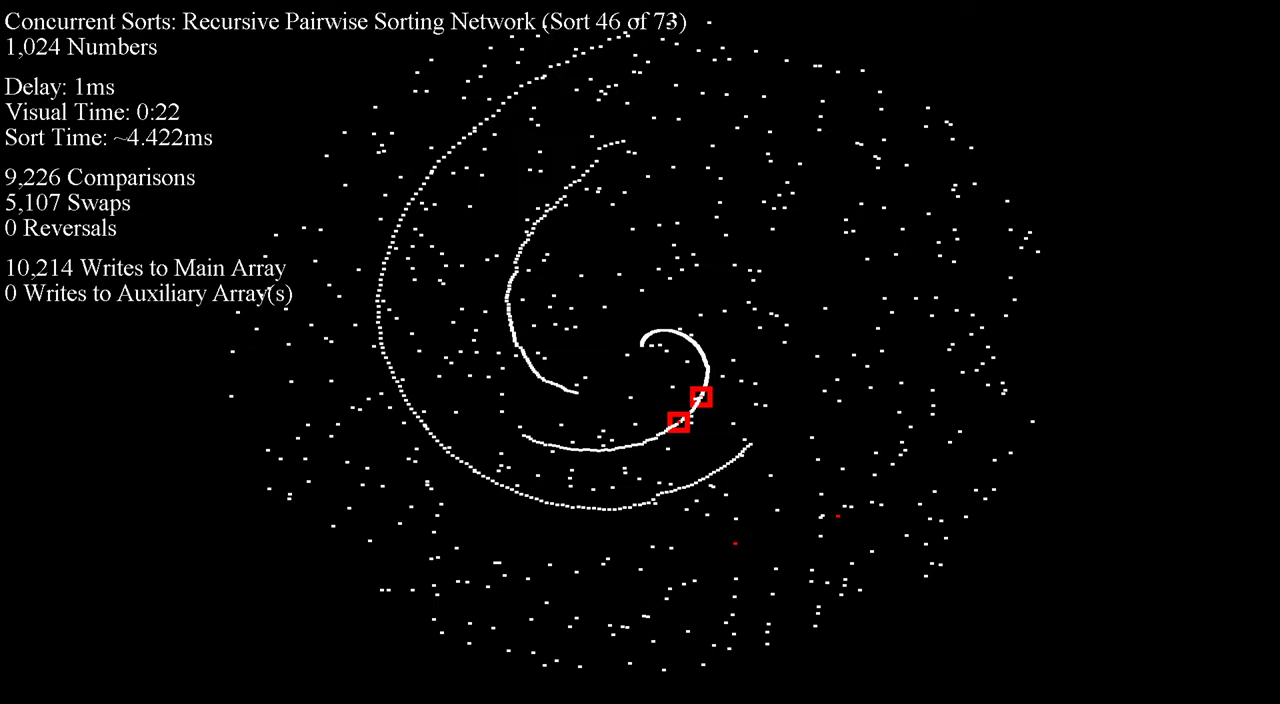 Concurrent Sorts: Recursive Pairwise Sorting Network (Sort 46 of 73)
1,024 Numbers
Delay: 1ms
Visual Time: 0:22
Sort Time: ~4.422ms
9,226 Comparisons
5,107 Swaps
0 Reversals
10,214 Writes to Main Array
0 Writes to Auxiliary Array(s)